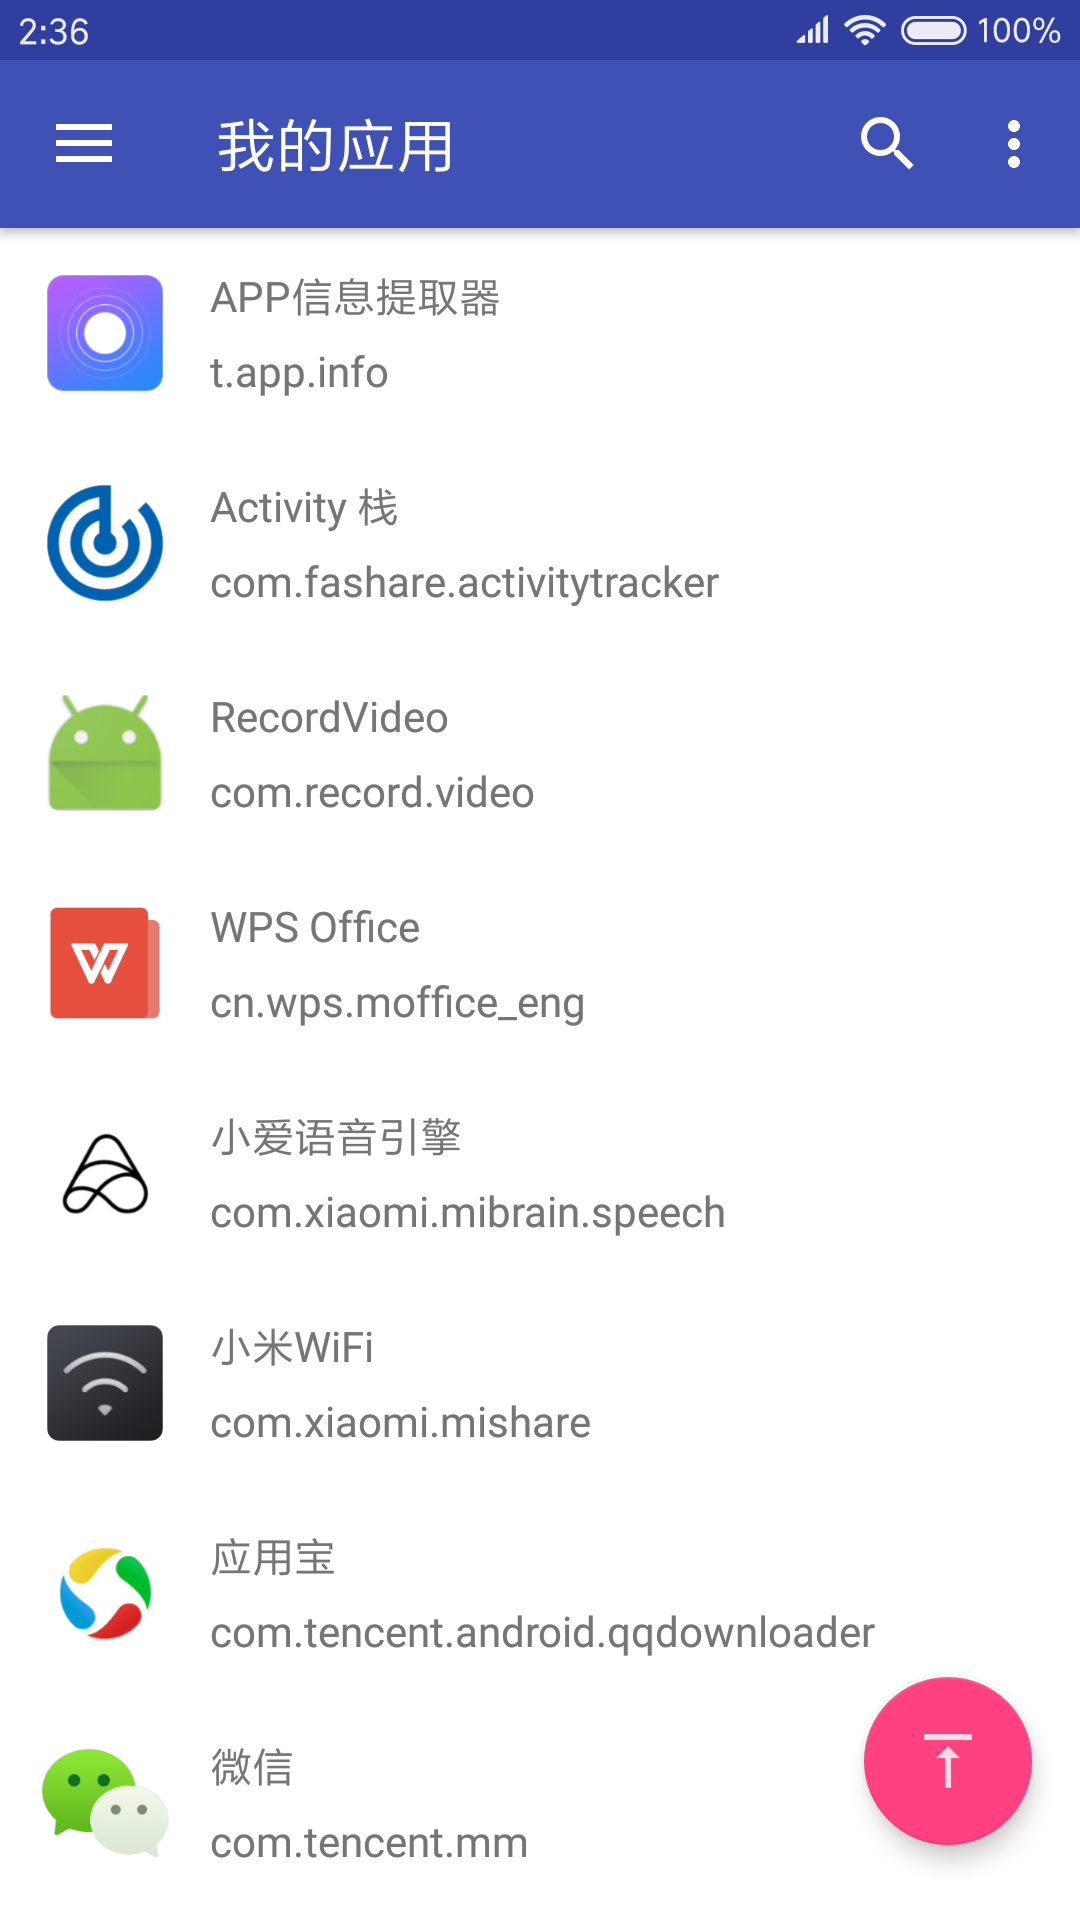 2:36
100%
我的应用
APP信息提取器
t.app.info
Activity 栈
com.fashare.activitytracker
RecordVideo
com.record.video
WPS Office
cn.wps.moffice_eng
小爱语音引擎
com.xiaomi.mibrain.speech
小米WiFi
com.xiaomi.mishare
应用宝
com.tencent.android.qqdownloader
微信
com.tencent.mm